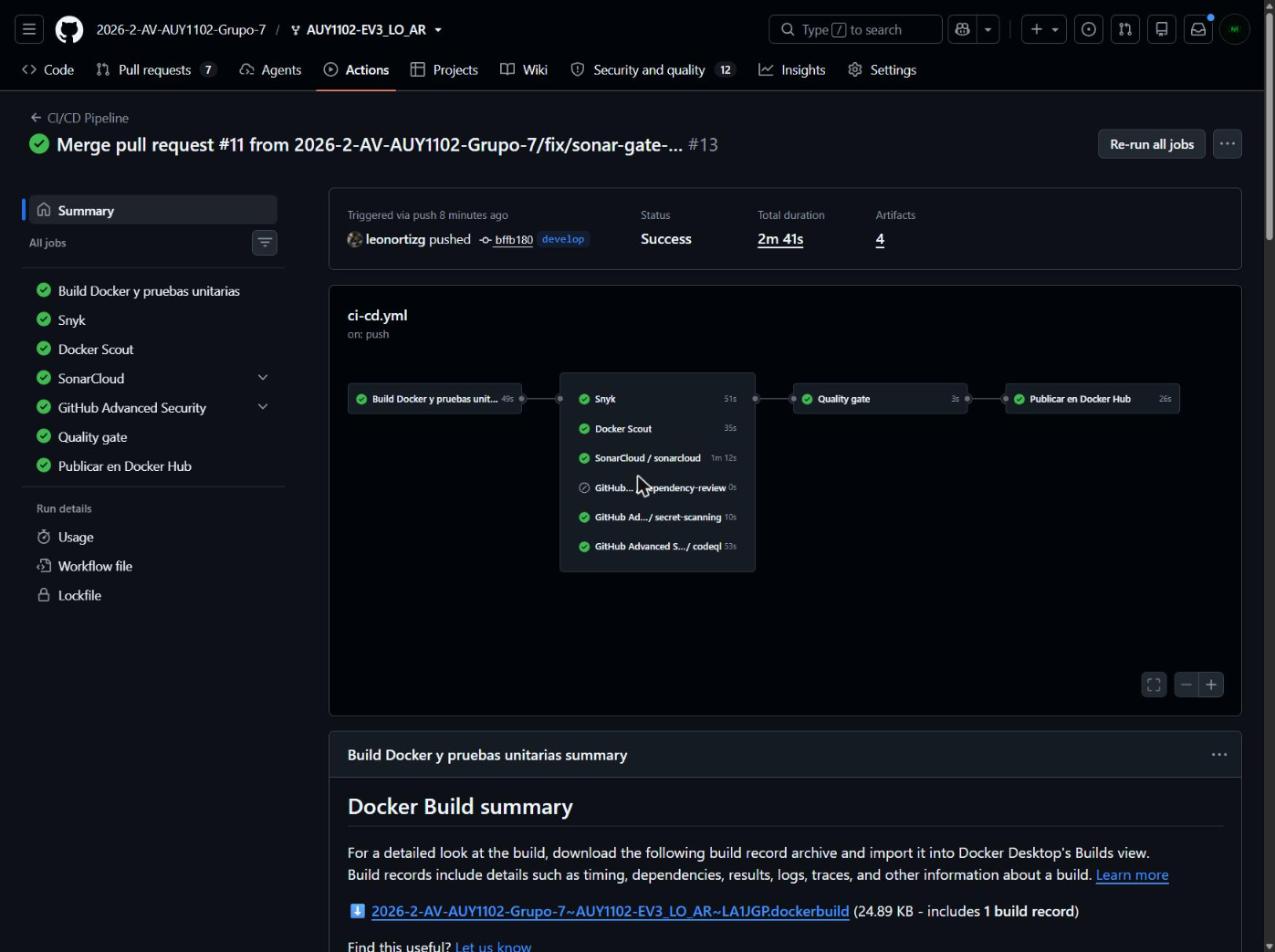 2026-2-AV-AUY1102-Grupo-7 / AUY1102-EV3_LO_AR
Type / to search
Code Pull requests 7 Agents Actions Projects Wiki Security and quality 12 Insights Settings
CI/CD Pipeline
Merge pull request #11 from 2026-2-AV-AUY1102-Grupo-7/fix/sonar-gate-... #13
Re-run all jobs
Summary
All jobs
Build Docker y pruebas unitarias
Snyk
Docker Scout
SonarCloud
GitHub Advanced Security
Quality gate
Publicar en Docker Hub
Run details
Usage
Workflow file
Lockfile
Triggered via push 8 minutes ago
leonortizg pushed bffb180 develop
Status
Success
Total duration
2m 41s
Artifacts
4
ci-cd.yml
on: push
Build Docker y pruebas unit... 49s
Snyk 51s
Docker Scout 35s
SonarCloud / sonarcloud 1m 12s
GitHub... pendency-review 0s
GitHub Ad.../ secret-scanning 10s
GitHub Advanced S.../ codeql 53s
Quality gate 3s
Publicar en Docker Hub 26s
Build Docker y pruebas unitarias summary
Docker Build summary
For a detailed look at the build, download the following build record archive and import it into Docker Desktop's Builds view.
Build records include details such as timing, dependencies, results, logs, traces, and other information about a build. Learn more
2026-2-AV-AUY1102-Grupo-7~AUY1102-EV3_LO_AR~LA1JGP.dockerbuild (24.89 KB - includes 1 build record)
Find this useful? Let us know